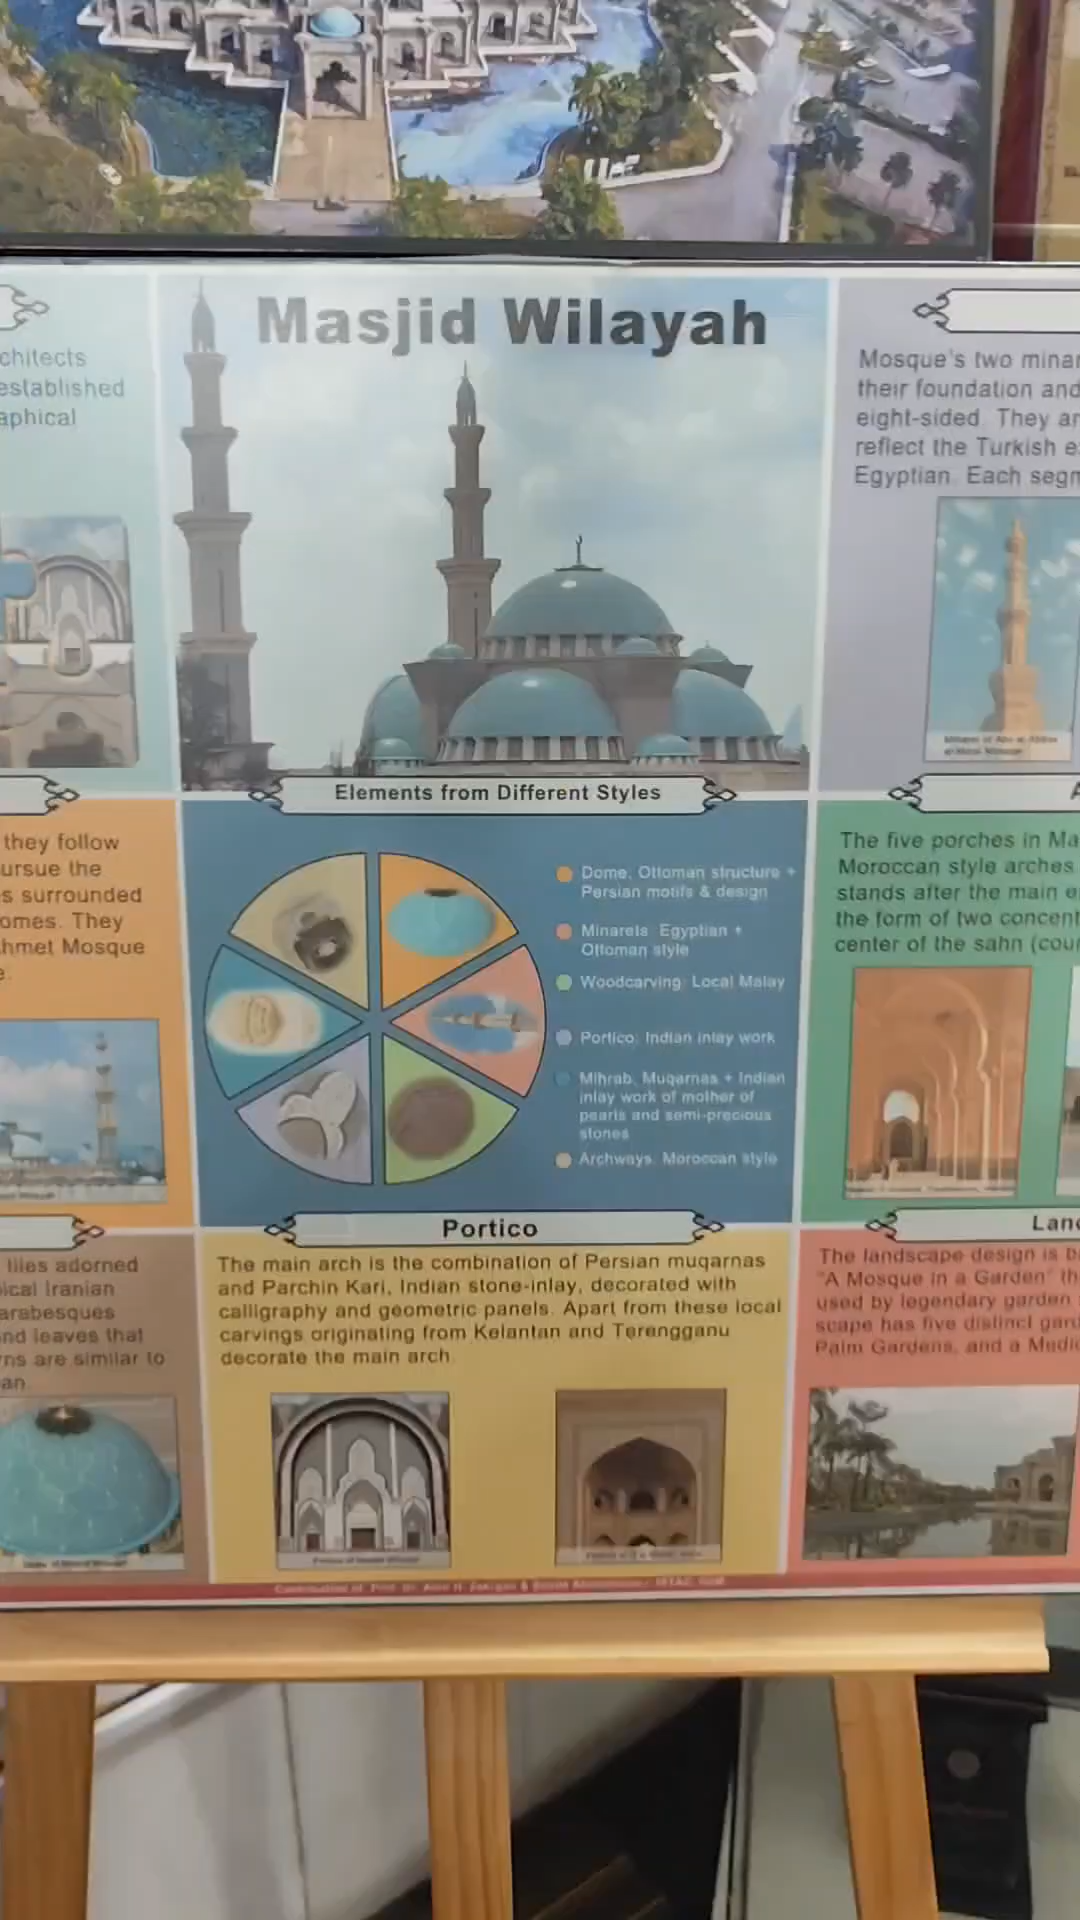 Masjid Wilayah
chitects
established
aphical
Mosque's two minar
their foundation and
eight-sided. They ar
reflect the Turkish e
Egyptian. Each segm
Elements from Different Styles
they follow
ursue the
s surrounded
omes. They
hmet Mosque
e.
Dome: Ottoman structure +
Persian motifs & design
Minarets: Egyptian +
Ottoman style
Woodcarving: Local Malay
Portico: Indian inlay work
Mihrab: Muqarnas + Indian
inlay work of mother of
pearls and semi-precious
stones
Archways: Moroccan style
A
The five porches in Ma
Moroccan style arches
stands after the main e
the form of two concent
center of the sahn (cour
tiles adorned
ical Iranian
arabesques
nd leaves that
rns are similar to
an.
Portico
The main arch is the combination of Persian muqarnas
and Parchin Kari, Indian stone-inlay, decorated with
calligraphy and geometric panels. Apart from these local
carvings originating from Kelantan and Terengganu
decorate the main arch.
Land
The landscape design is b
"A Mosque in a Garden" th
used by legendary garden
scape has five distinct gard
Palm Gardens, and a Medi